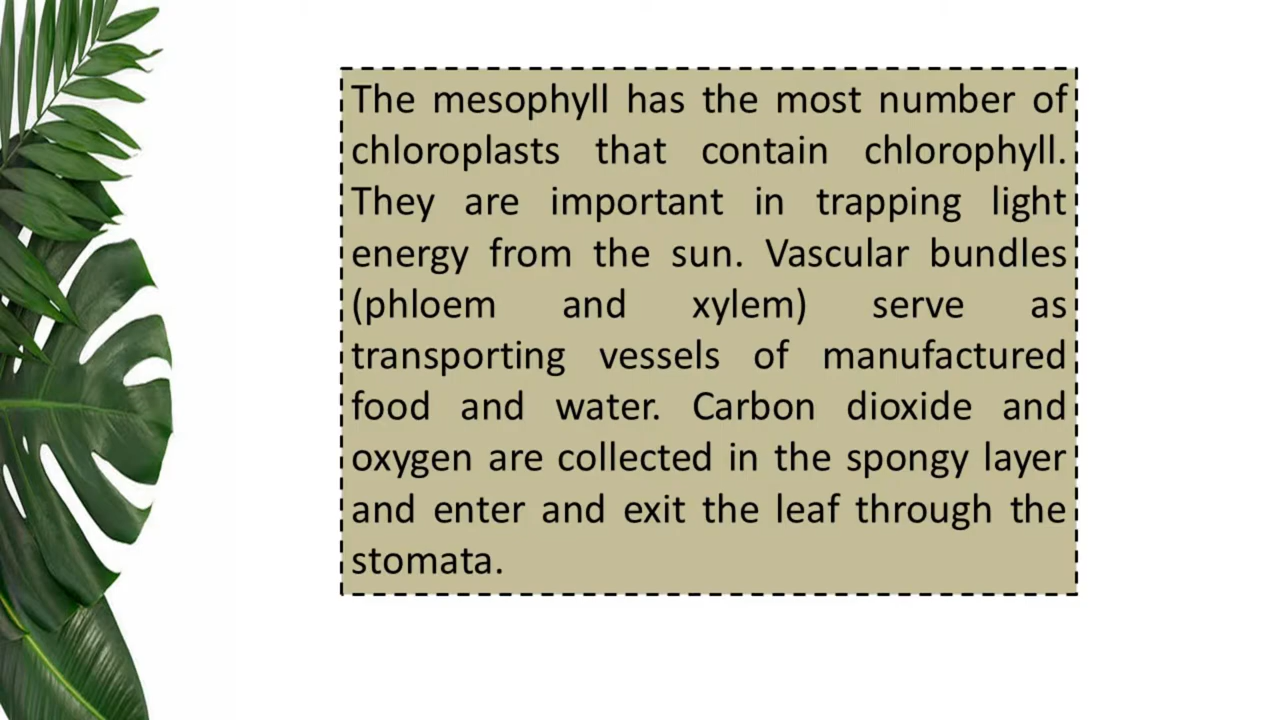 The mesophyll has the most number of
chloroplasts that contain chlorophyll.
They are important in trapping light
energy from the sun. Vascular bundles
(phloem and xylem) serve as
transporting vessels of manufactured
food and water. Carbon dioxide and
oxygen are collected in the spongy layer
and enter and exit the leaf through the
stomata.